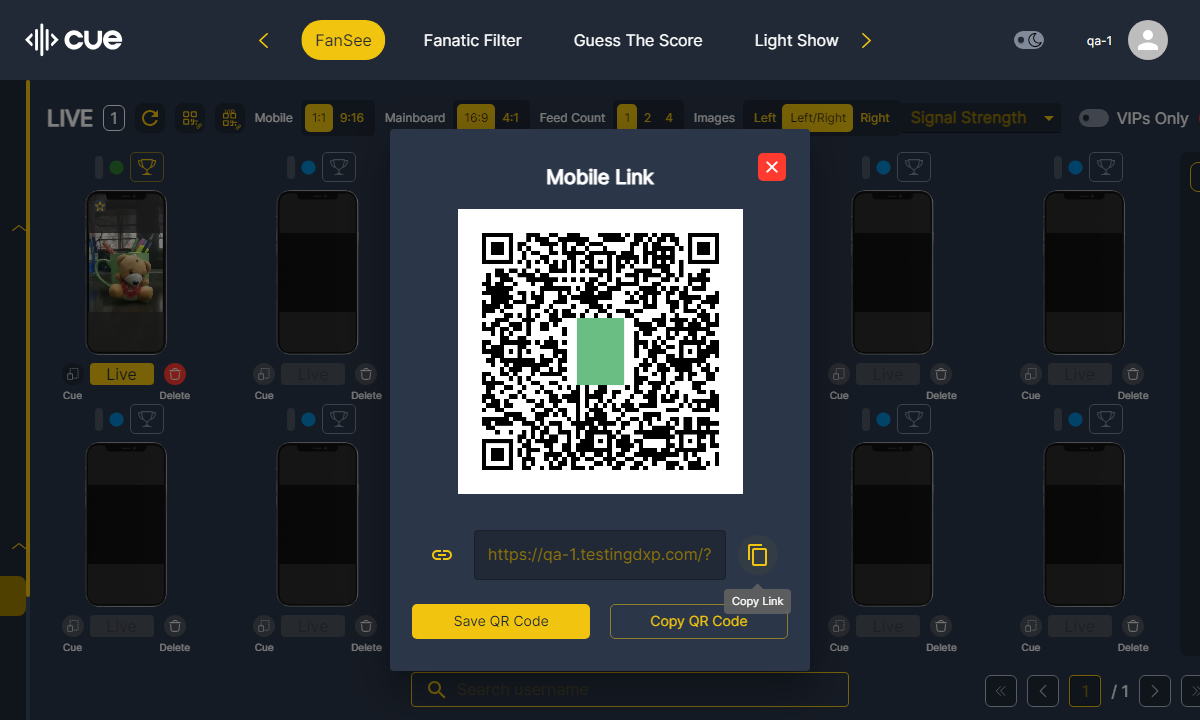 cue
FanSee
Fanatic Filter
Guess The Score
Light Show
qa-1
LIVE 1
Mobile 1:1 9:16
Mainboard 16:9 4:1
Feed Count 1 2 4
Images Left Left/Right Right
Signal Strength
VIPs Only
Mobile Link
Live
Live
Live
Live
Cue Delete
Cue Delete
Cue Delete
Cue Delete
https://qa-1.testingdxp.com/?
Copy Link
Save QR Code
Copy QR Code
Live
Live
Live
Live
Cue Delete
Cue Delete
Cue Delete
Cue Delete
Search username
1 / 1